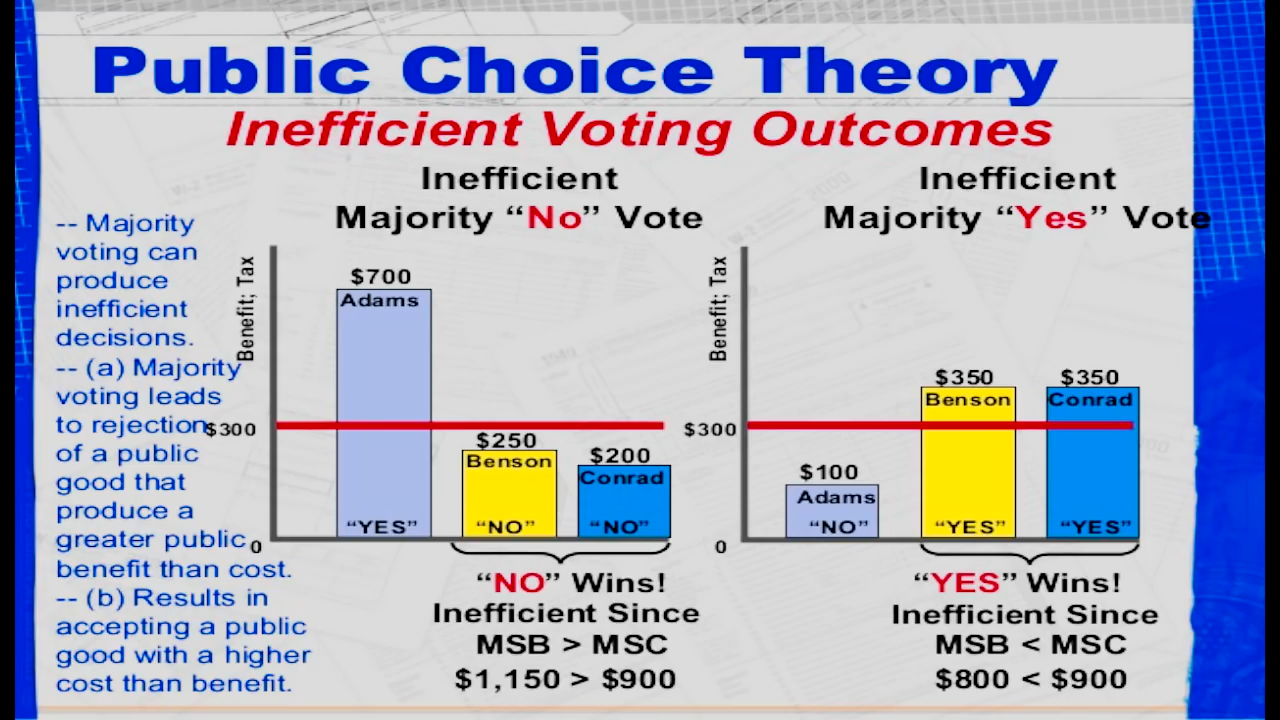 Public Choice Theory
Inefficient Voting Outcomes
-- Majority
voting can
produce
inefficient
decisions.
-- (a) Majority
voting leads
to rejection
of a public
good that
produce a
greater public
benefit than cost.
-- (b) Results in
accepting a public
good with a higher
cost than benefit.
Inefficient
Majority “No” Vote
Benefit; Tax
$700
Adams
$300
$250
Benson
$200
Conrad
“YES”
“NO”
“NO”
0
“NO” Wins!
Inefficient Since
MSB > MSC
$1,150 > $900
Inefficient
Majority “Yes” Vote
Benefit; Tax
$350
Benson
$350
Conrad
$300
$100
Adams
“NO”
“YES”
“YES”
0
“YES” Wins!
Inefficient Since
MSB < MSC
$800 < $900